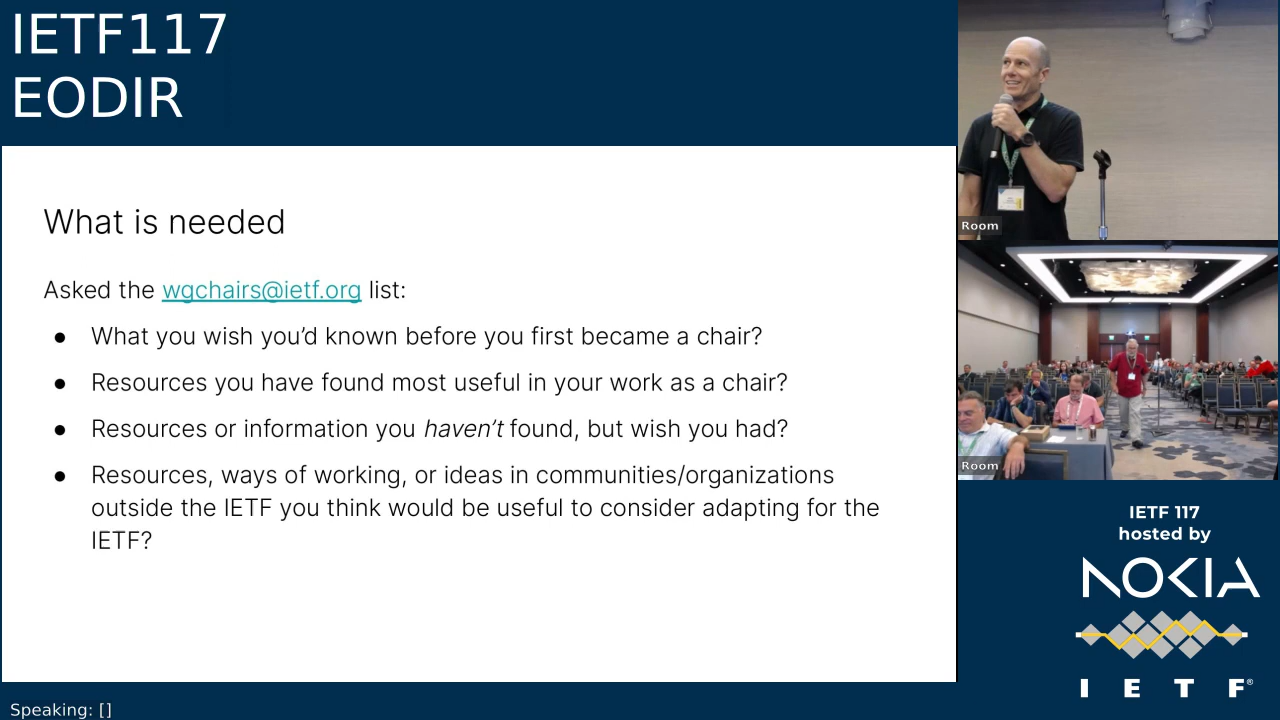 IETF117
EODIR
What is needed
Asked the wgchairs@ietf.org list:
● What you wish you’d known before you first became a chair?
● Resources you have found most useful in your work as a chair?
● Resources or information you haven’t found, but wish you had?
● Resources, ways of working, or ideas in communities/organizations
outside the IETF you think would be useful to consider adapting for the
IETF?
Speaking: []
Room
Room
IETF 117
hosted by
NOKIA
I E T F®